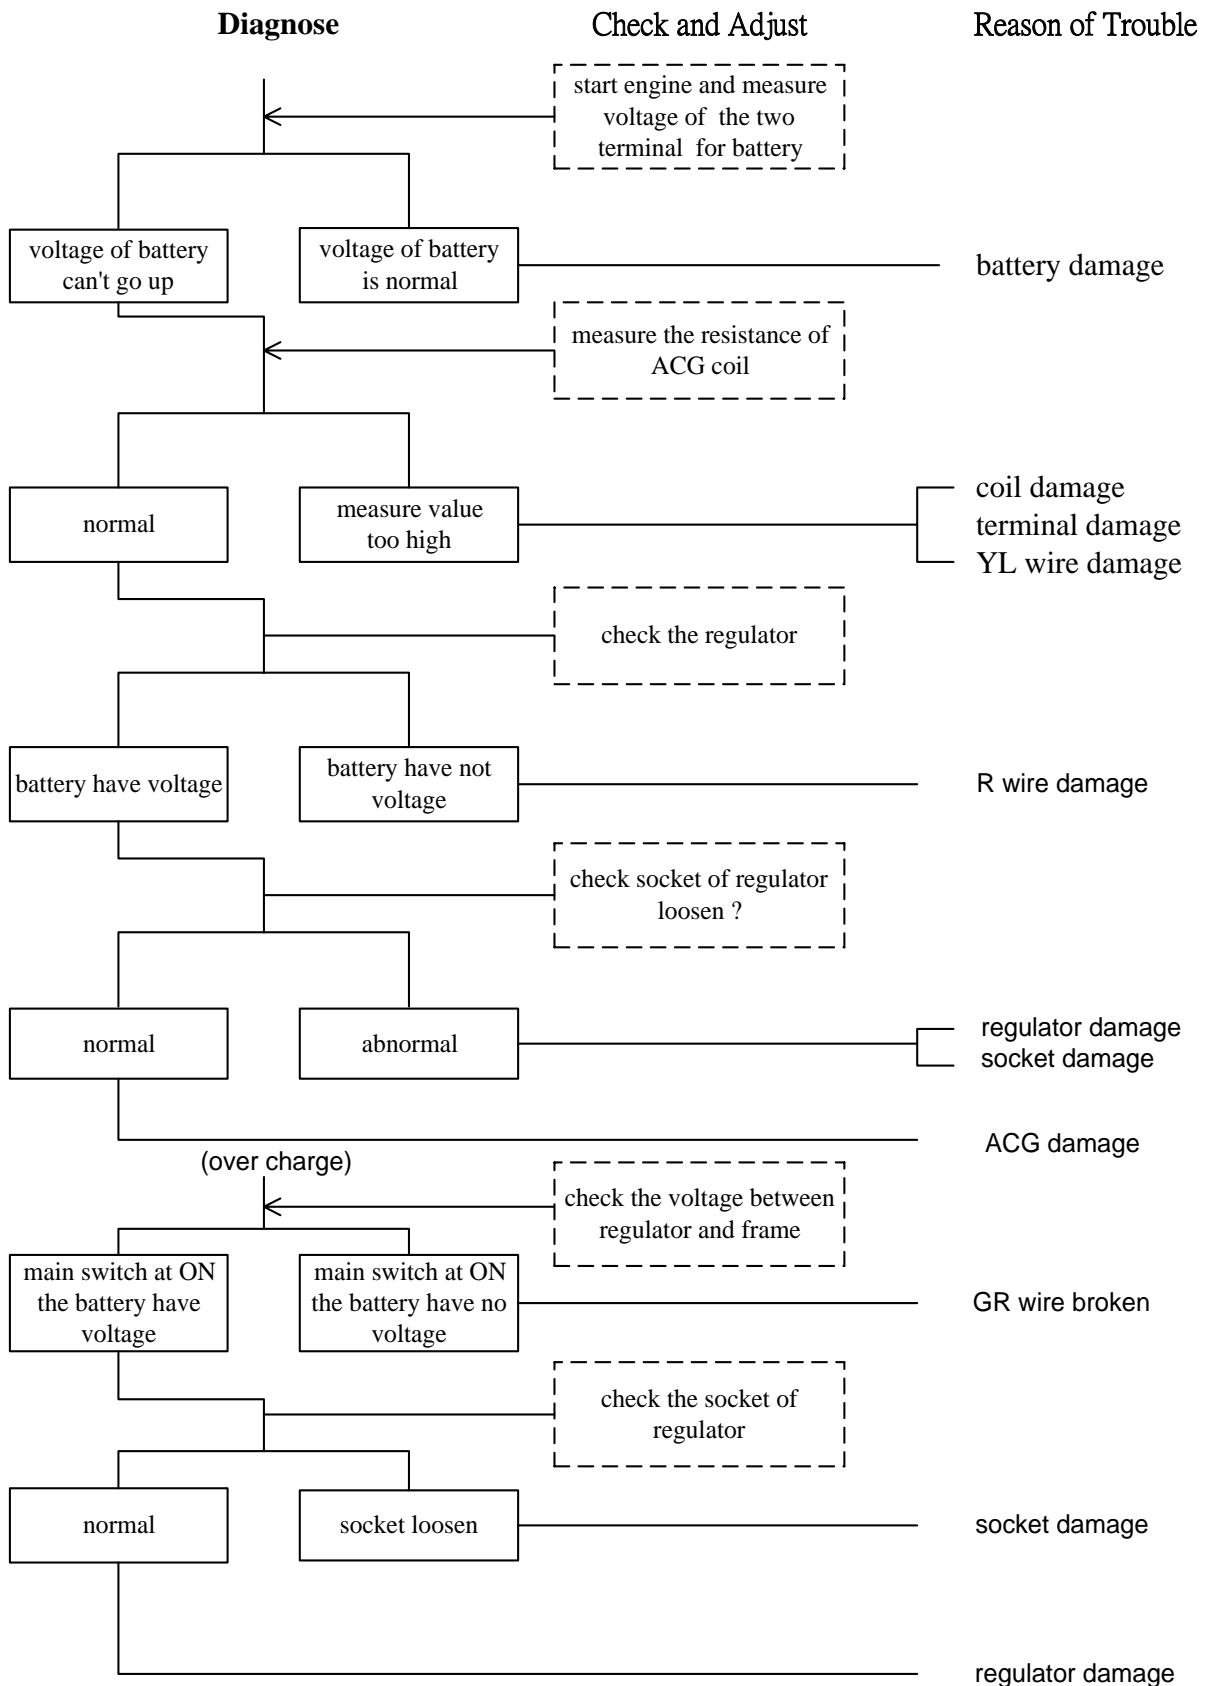 Diagnose
Check and Adjust
Reason of Trouble
start engine and measure
voltage of the two
terminal for battery
voltage of battery
can't go up
voltage of battery
is normal
battery damage
measure the resistance of
ACG coil
normal
measure value
too high
coil damage
terminal damage
YL wire damage
check the regulator
battery have voltage
battery have not
voltage
R wire damage
check socket of regulator
loosen ?
normal
abnormal
regulator damage
socket damage
ACG damage
(over charge)
check the voltage between
regulator and frame
main switch at ON
the battery have
voltage
main switch at ON
the battery have no
voltage
GR wire broken
check the socket of
regulator
normal
socket loosen
socket damage
regulator damage